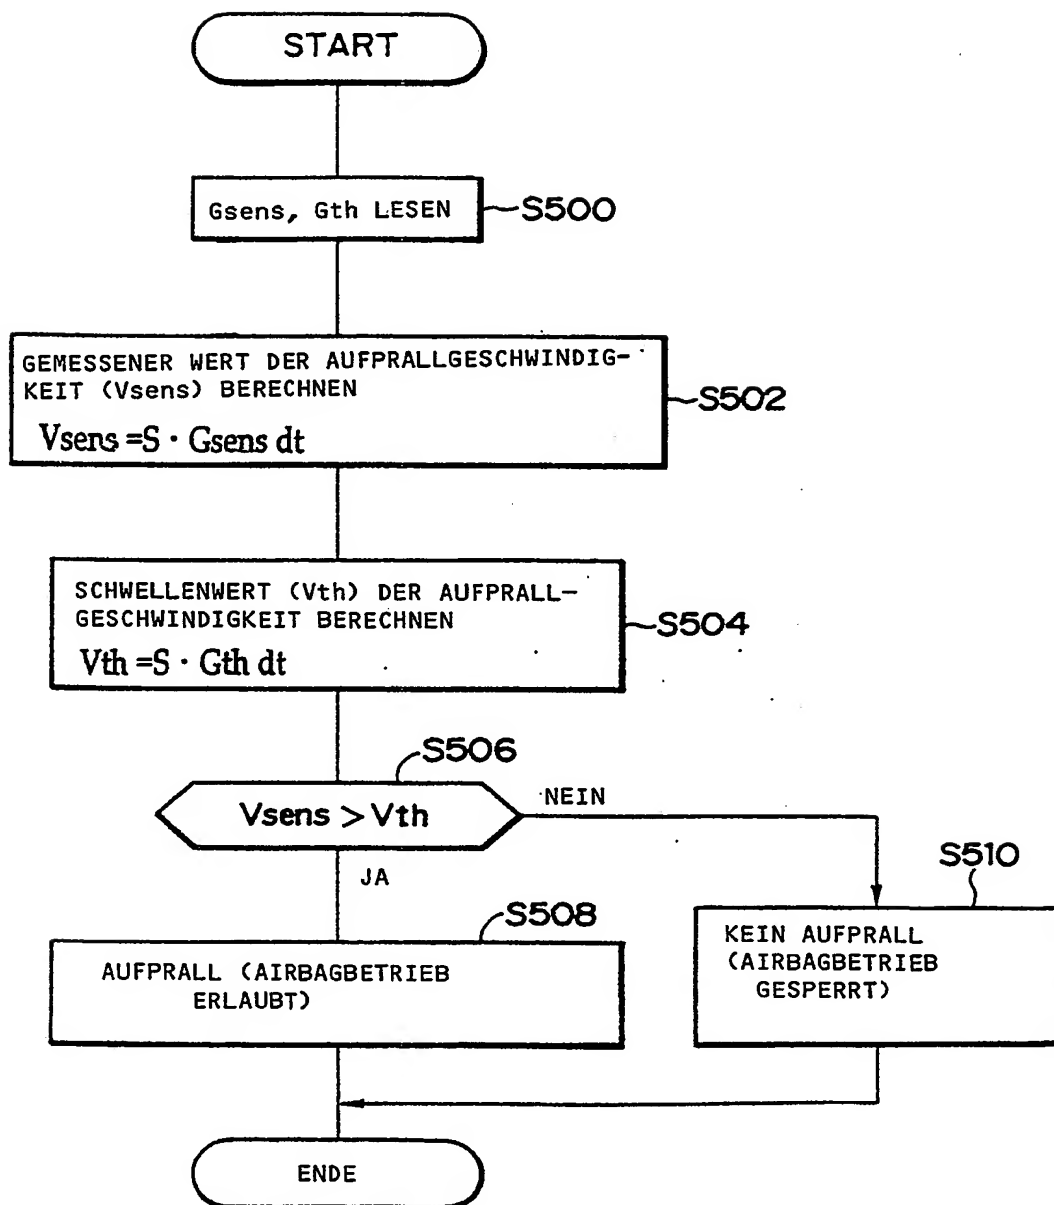 START
Gsens, Gth LESEN
S500
GEMESSENER WERT DER AUFPRALLGESCHWINDIG-
KEIT (Vsens) BERECHNEN
Vsens =S · Gsens dt
S502
SCHWELLENWERT (Vth) DER AUFPRALL-
GESCHWINDIGKEIT BERECHNEN
Vth =S · Gth dt
S504
S506
Vsens > Vth
NEIN
JA
S510
S508
AUFPRALL (AIRBAGBETRIEB
ERLAUBT)
KEIN AUFPRALL
(AIRBAGBETRIEB
GESPERRT)
ENDE